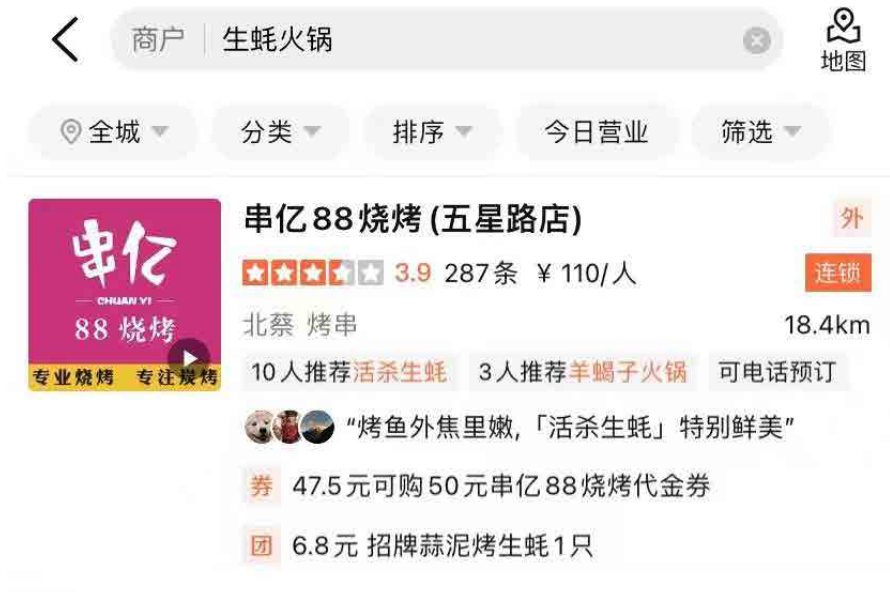 商户 生蚝火锅
地图
全城 分类 排序 今日营业 筛选
串亿
CHUAN YI
88 烧烤
专业烧烤 专注炭烤
串亿88烧烤(五星路店) 外
3.9 287条 ¥110/人 连锁
北蔡 烤串 18.4km
10人推荐活杀生蚝 3人推荐羊蝎子火锅 可电话预订
“烤鱼外焦里嫩,「活杀生蚝」特别鲜美”
券 47.5元可购50元串亿88烧烤代金券
团 6.8元 招牌蒜泥烤生蚝1只